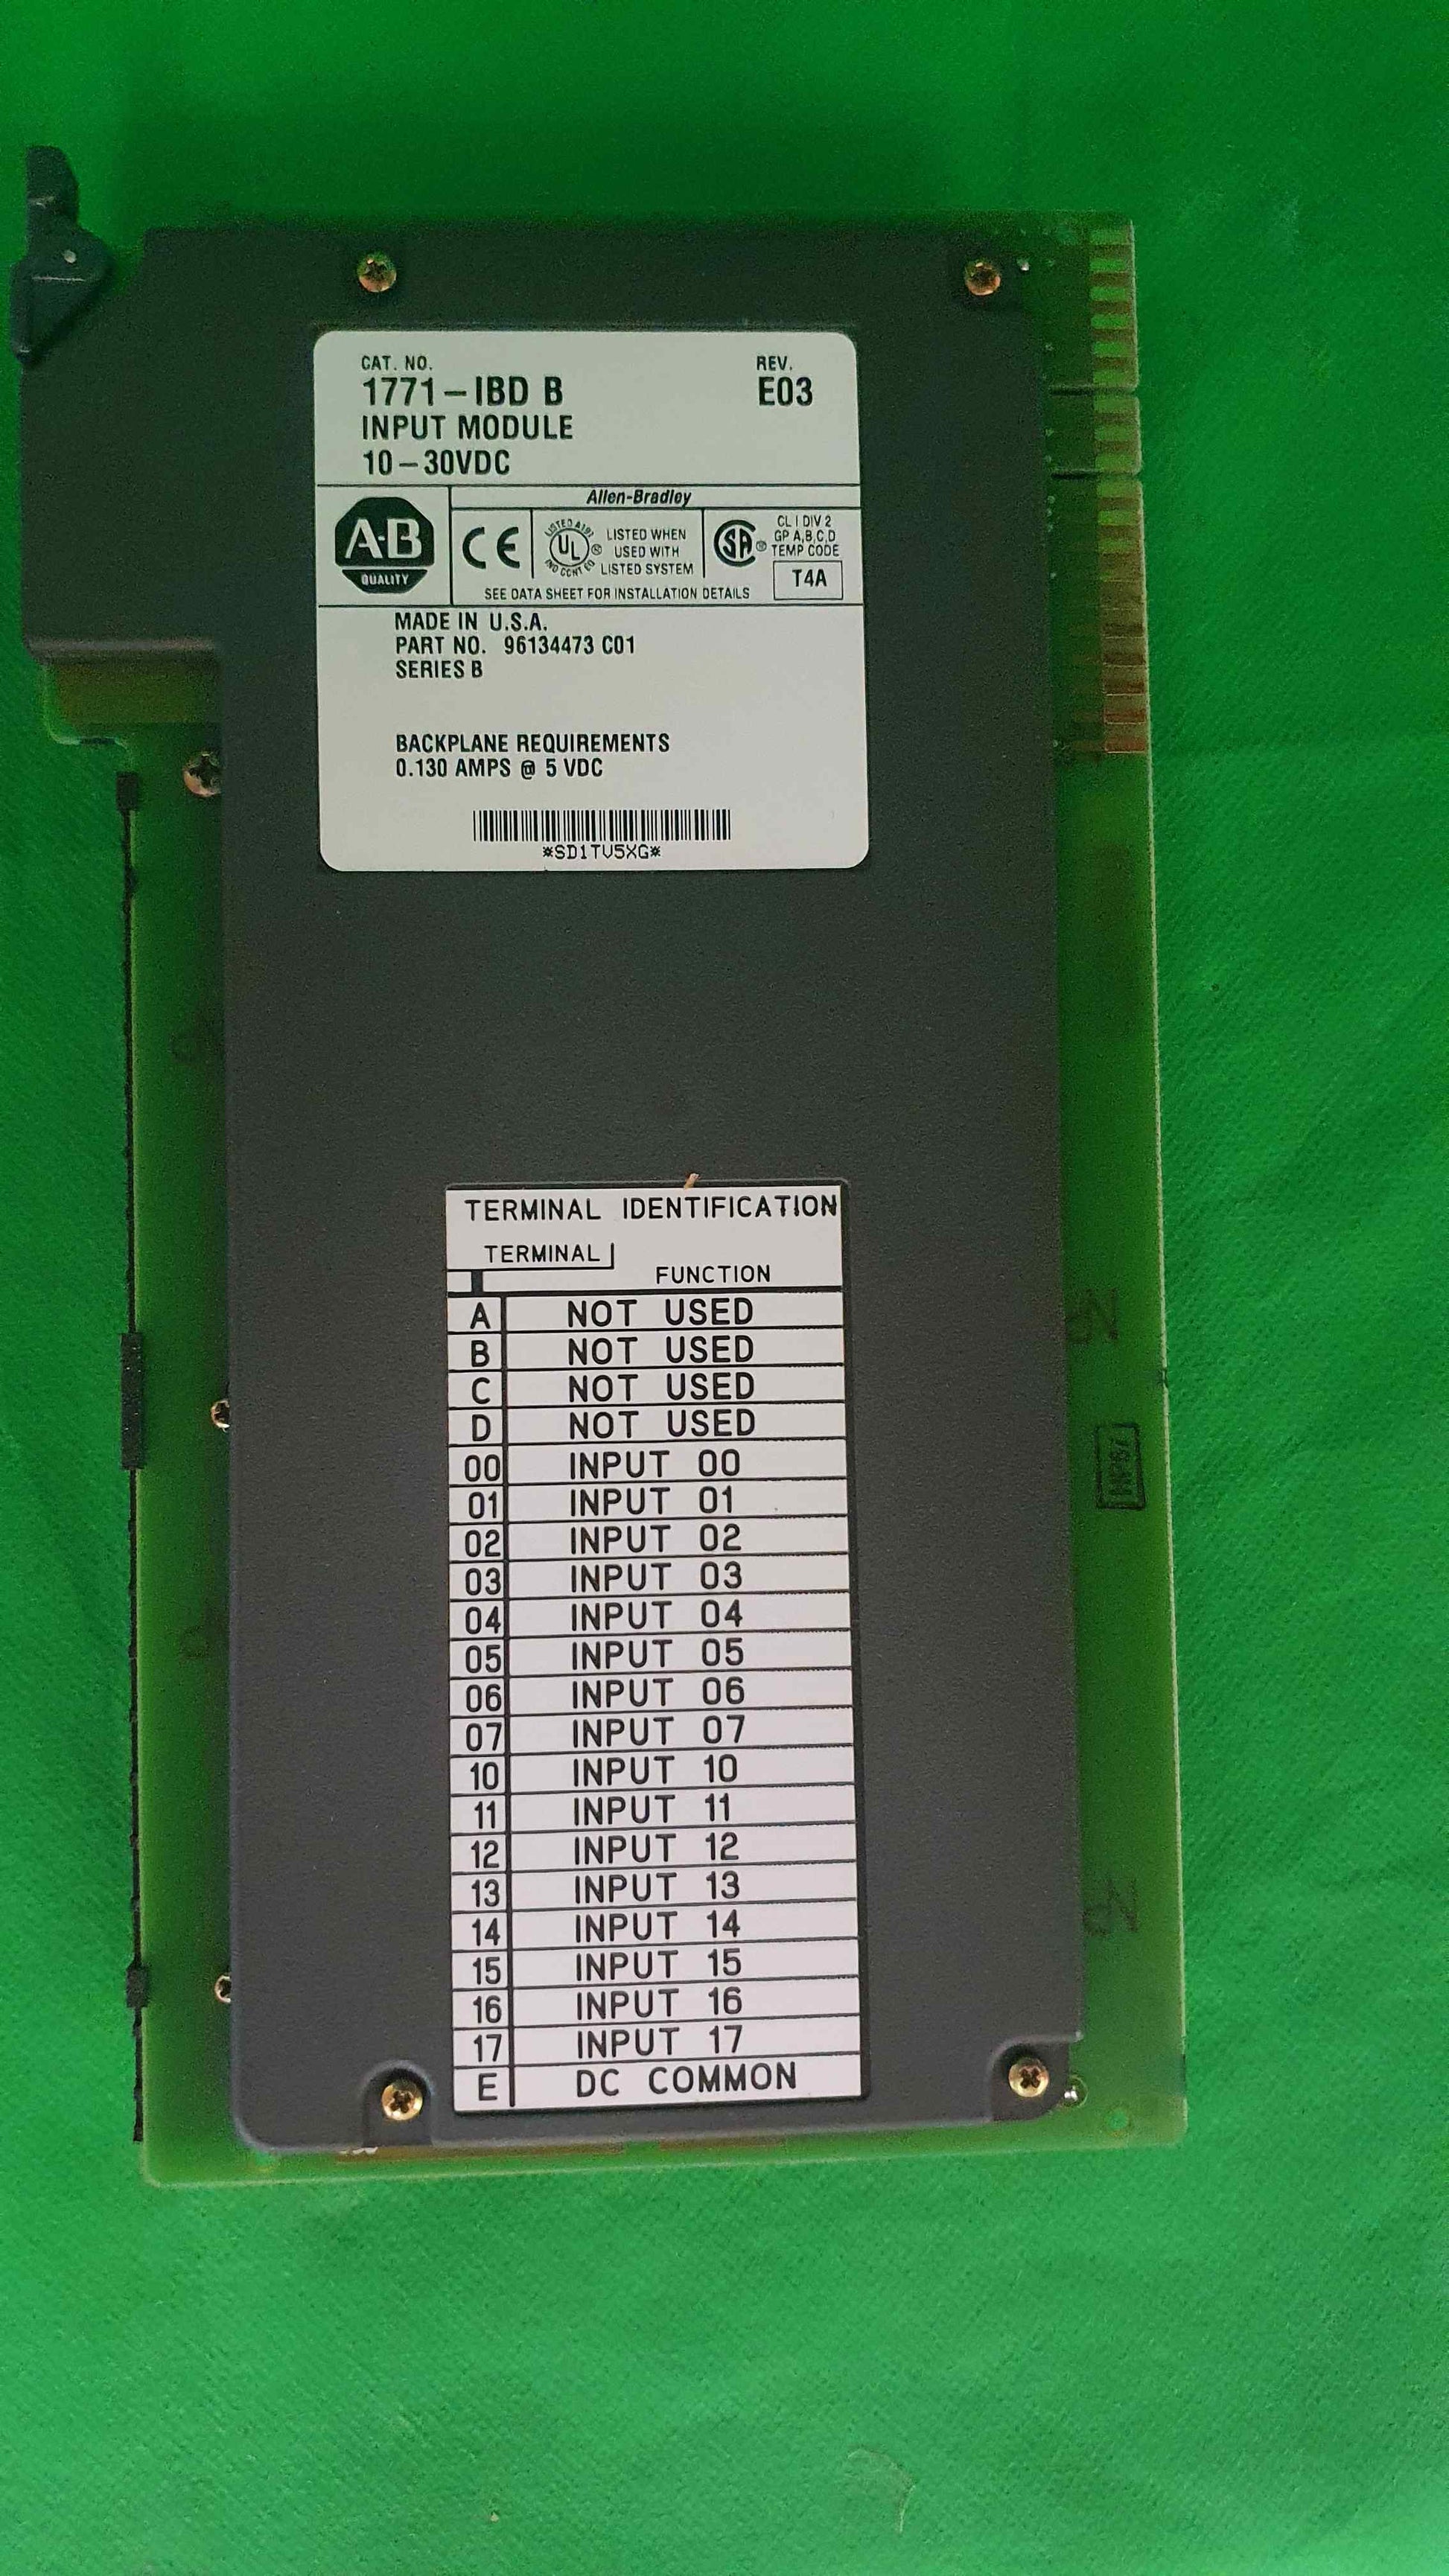 CAT. NO. REV.
1771-IBD B E03
INPUT MODULE
10-30VDC
Allen-Bradley
A-B
QUALITY
CE
LISTED
UL
®
LISTED WHEN
USED WITH
LISTED SYSTEM
SA
®
CL I DIV 2
GP A,B,C,D
TEMP CODE
T4A
SEE DATA SHEET FOR INSTALLATION DETAILS
MADE IN U.S.A.
PART NO. 96134473 C01
SERIES B
BACKPLANE REQUIREMENTS
0.130 AMPS @ 5 VDC
*SD1TV5XG*
TERMINAL IDENTIFICATION
TERMINAL
FUNCTION
A NOT USED
B NOT USED
C NOT USED
D NOT USED
00 INPUT 00
01 INPUT 01
02 INPUT 02
03 INPUT 03
04 INPUT 04
05 INPUT 05
06 INPUT 06
07 INPUT 07
10 INPUT 10
11 INPUT 11
12 INPUT 12
13 INPUT 13
14 INPUT 14
15 INPUT 15
16 INPUT 16
17 INPUT 17
E DC COMMON